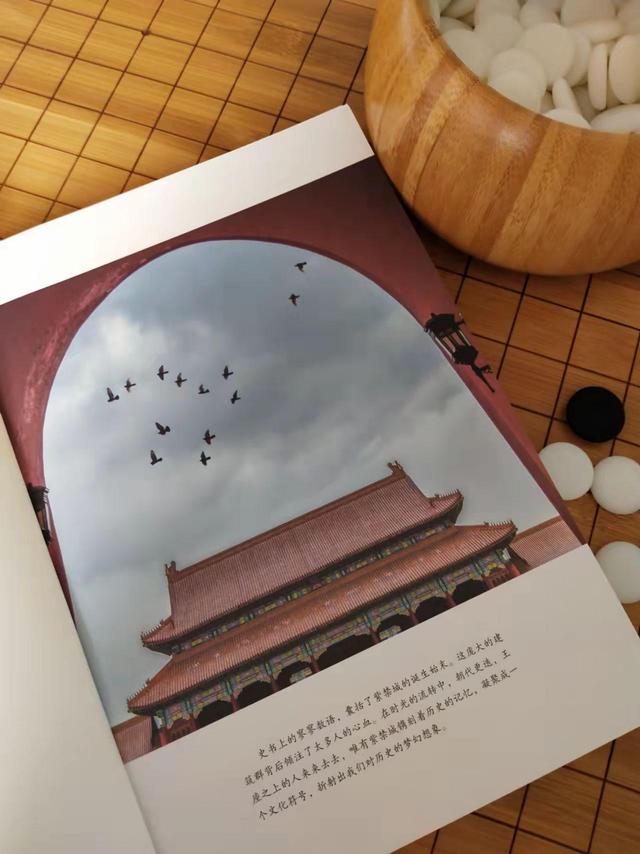 史书上的寥寥数语，囊括了紫禁城的诞生始末。这庞大的建
筑群背后倾注了太多人的心血。在时光的流转中，朝代更迭，王
座之上的人来来去去，唯有紫禁城镌刻着历史的记忆，凝聚成一
个文化符号，折射出我们对历史的梦幻想象。